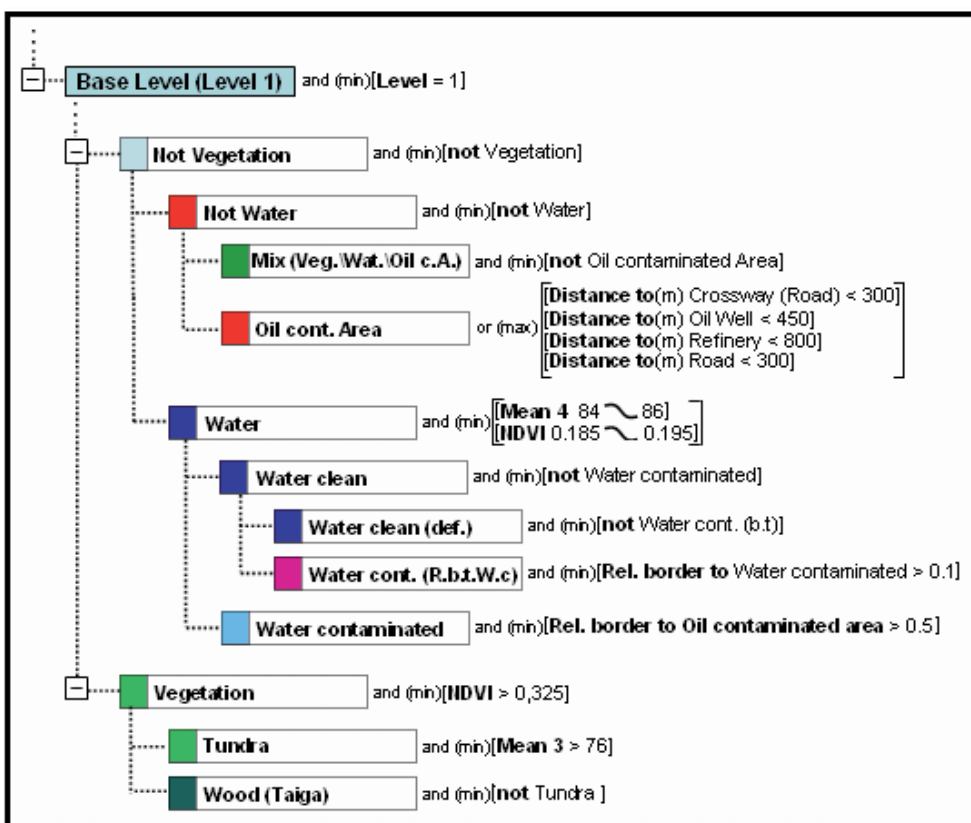 Base Level (Level 1) and (min)[Level = 1]
Not Vegetation and (min)[not Vegetation]
Not Water and (min)[not Water]
Mix (Veg.\Wat.\Oil c.A.) and (min)[not Oil contaminated Area]
Oil cont. Area or (max)
[Distance to(m) Crossway (Road) < 300]
[Distance to(m) Oil Well < 450]
[Distance to(m) Refinery < 800]
[Distance to(m) Road < 300]
Water and (min)
[Mean 4 84 86]
[NDVI 0.185 0.195]
Water clean and (min)[not Water contaminated]
Water clean (def.) and (min)[not Water cont. (b.t)]
Water cont. (R.b.t.W.c) and (min)[Rel. border to Water contaminated > 0.1]
Water contaminated and (min)[Rel. border to Oil contaminated area > 0.5]
Vegetation and (min)[NDVI > 0,325]
Tundra and (min)[Mean 3 > 76]
Wood (Taiga) and (min)[not Tundra ]